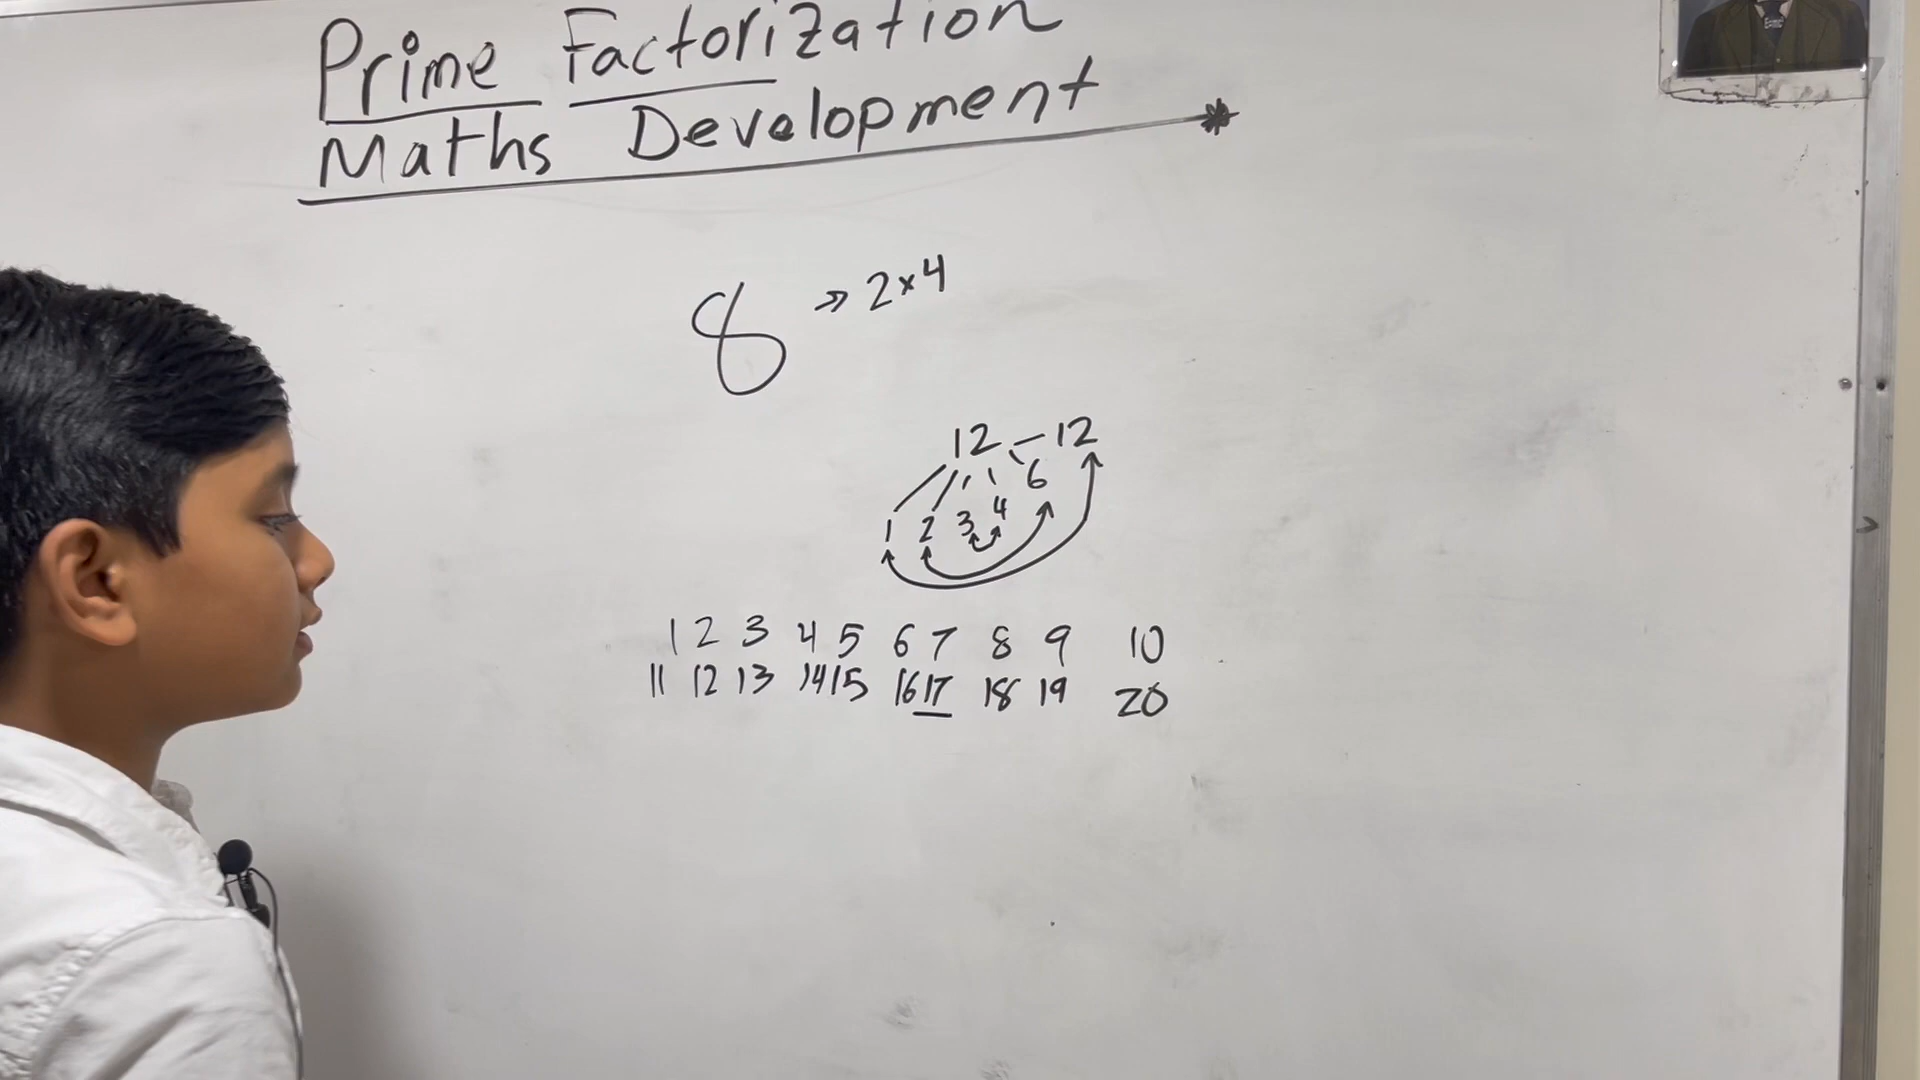 Prime Factorization
Maths Development
8 → 2×4
12 — 12
6
1 2 3 4
1 2 3 4 5 6 7 8 9 10
11 12 13 14 15 16 17 18 19 20